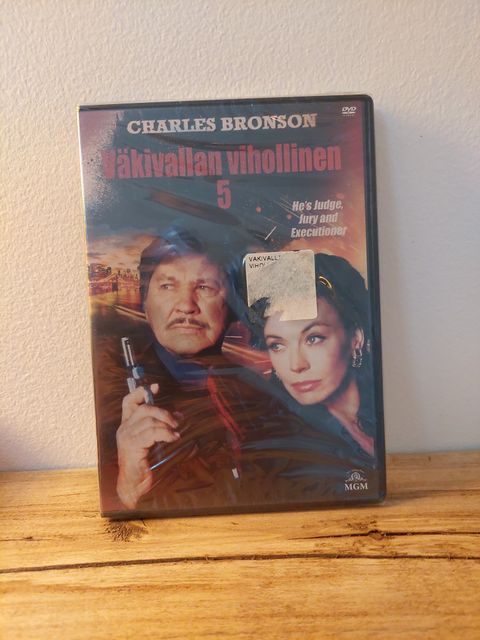 DVD
CHARLES BRONSON
Väkivallan vihollinen
5
He's Judge,
Jury and
Executioner
MGM